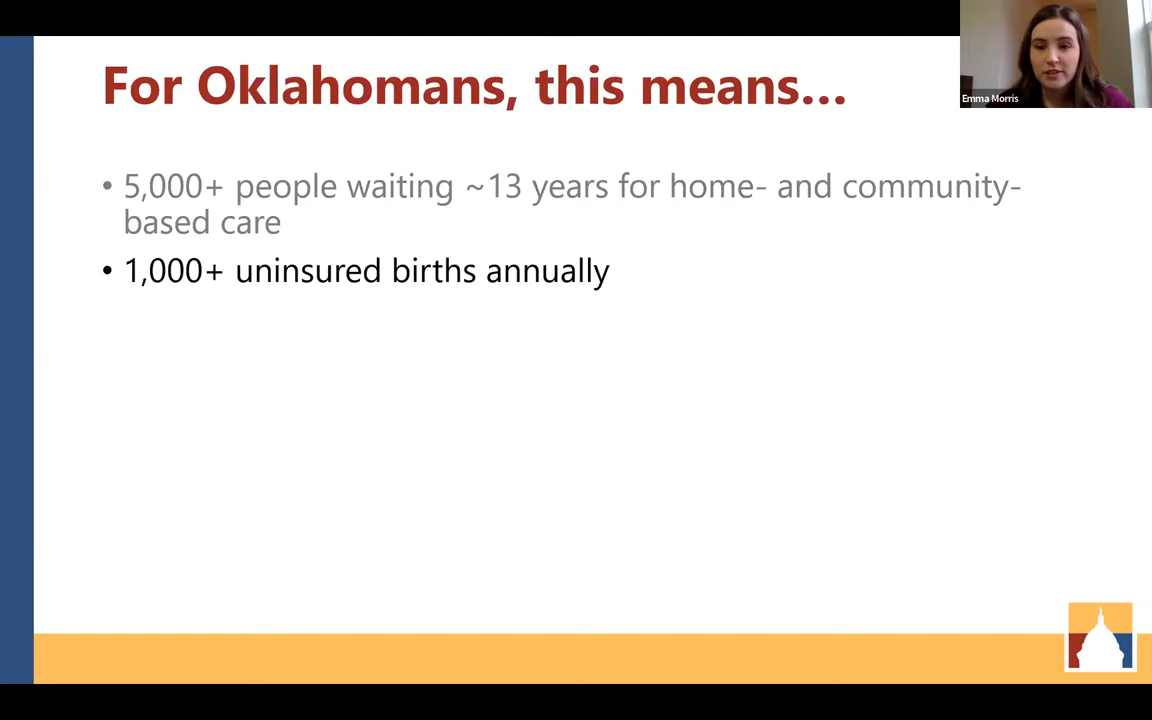 For Oklahomans, this means...
Emma Morris
• 5,000+ people waiting ~13 years for home- and community-
based care
• 1,000+ uninsured births annually